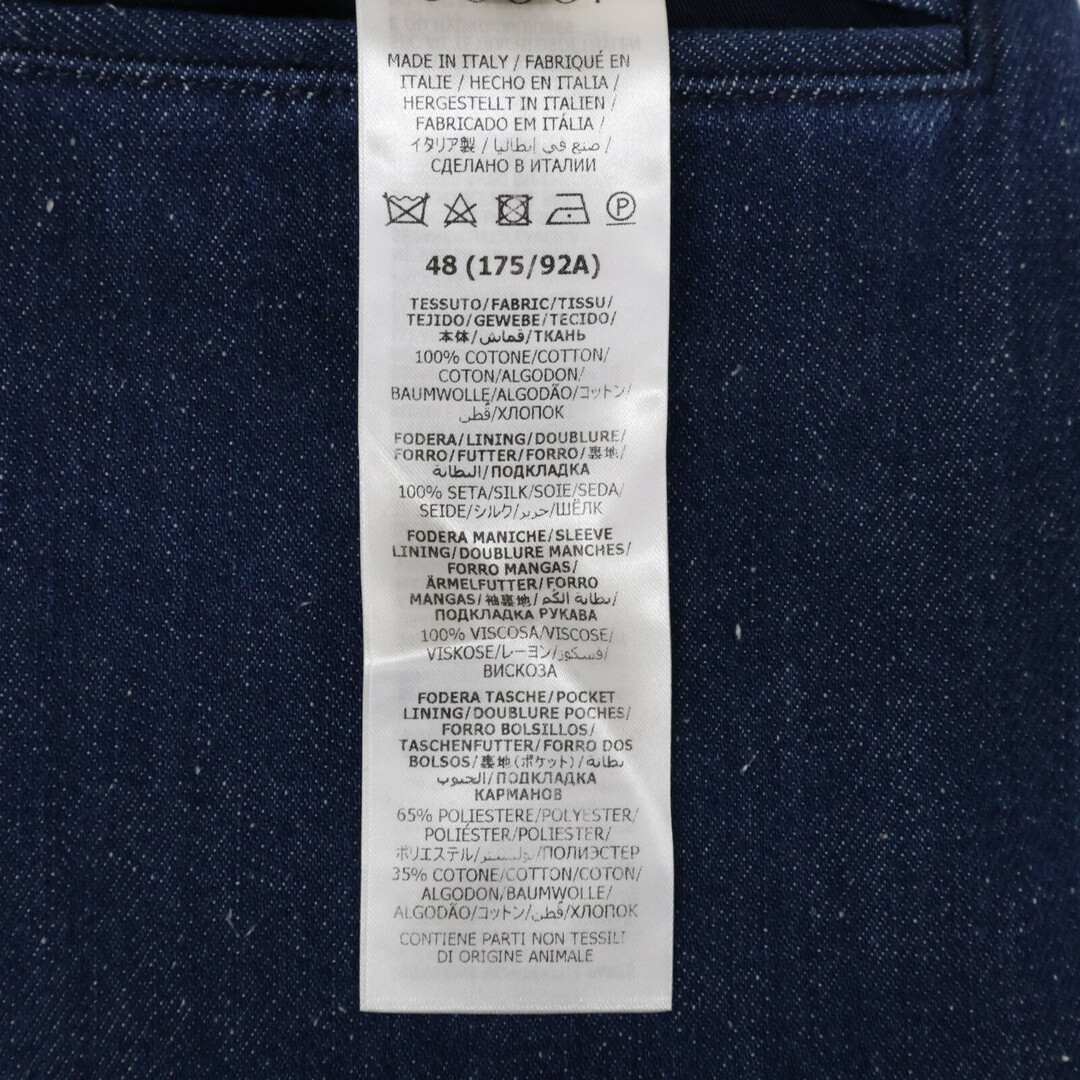 MADE IN ITALY / FABRIQUÉ EN
ITALIE / HECHO EN ITALIA /
HERGESTELLT IN ITALIEN /
FABRICADO EM ITÁLIA /
イタリア製 / صنع في إيطاليا /
СДЕЛАНО В ИТАЛИИ
P
48 (175/92A)
TESSUTO/FABRIC/TISSU/
TEJIDO/GEWEBE/TECIDO/
本体/قماش/ТКАНЬ
100% COTONE/COTTON/
COTON/ALGODON/
BAUMWOLLE/ALGODÃO/コットン/
قُطن/ХЛОПОК
FODERA/LINING/DOUBLURE/
FORRO/FUTTER/FORRO/裏地/
البطانة/ПОДКЛАДКА
100% SETA/SILK/SOIE/SEDA/
SEIDE/シルク/حرير/ШЁЛК
FODERA MANICHE/SLEEVE
LINING/DOUBLURE MANCHES/
FORRO MANGAS/
ÄRMELFUTTER/FORRO
MANGAS/袖裏地/بطانة الكُم/
ПОДКЛАДКА РУКАВА
100% VISCOSA/VISCOSE/
VISKOSE/レーヨン/فسكوز/
ВИСКОЗА
FODERA TASCHE/POCKET
LINING/DOUBLURE POCHES/
FORRO BOLSILLOS/
TASCHENFUTTER/FORRO DOS
BOLSOS/裏地(ポケット)/بطانة
الجيوب/ПОДКЛАДКА
КАРМАНОВ
65% POLIESTERE/POLYESTER/
POLIÉSTER/POLIESTER/
ポリエステル/بوليستر/ПОЛИЭСТЕР
35% COTONE/COTTON/COTON/
ALGODON/BAUMWOLLE/
ALGODÃO/コットン/قُطن/ХЛОПОК
CONTIENE PARTI NON TESSILI
DI ORIGINE ANIMALE